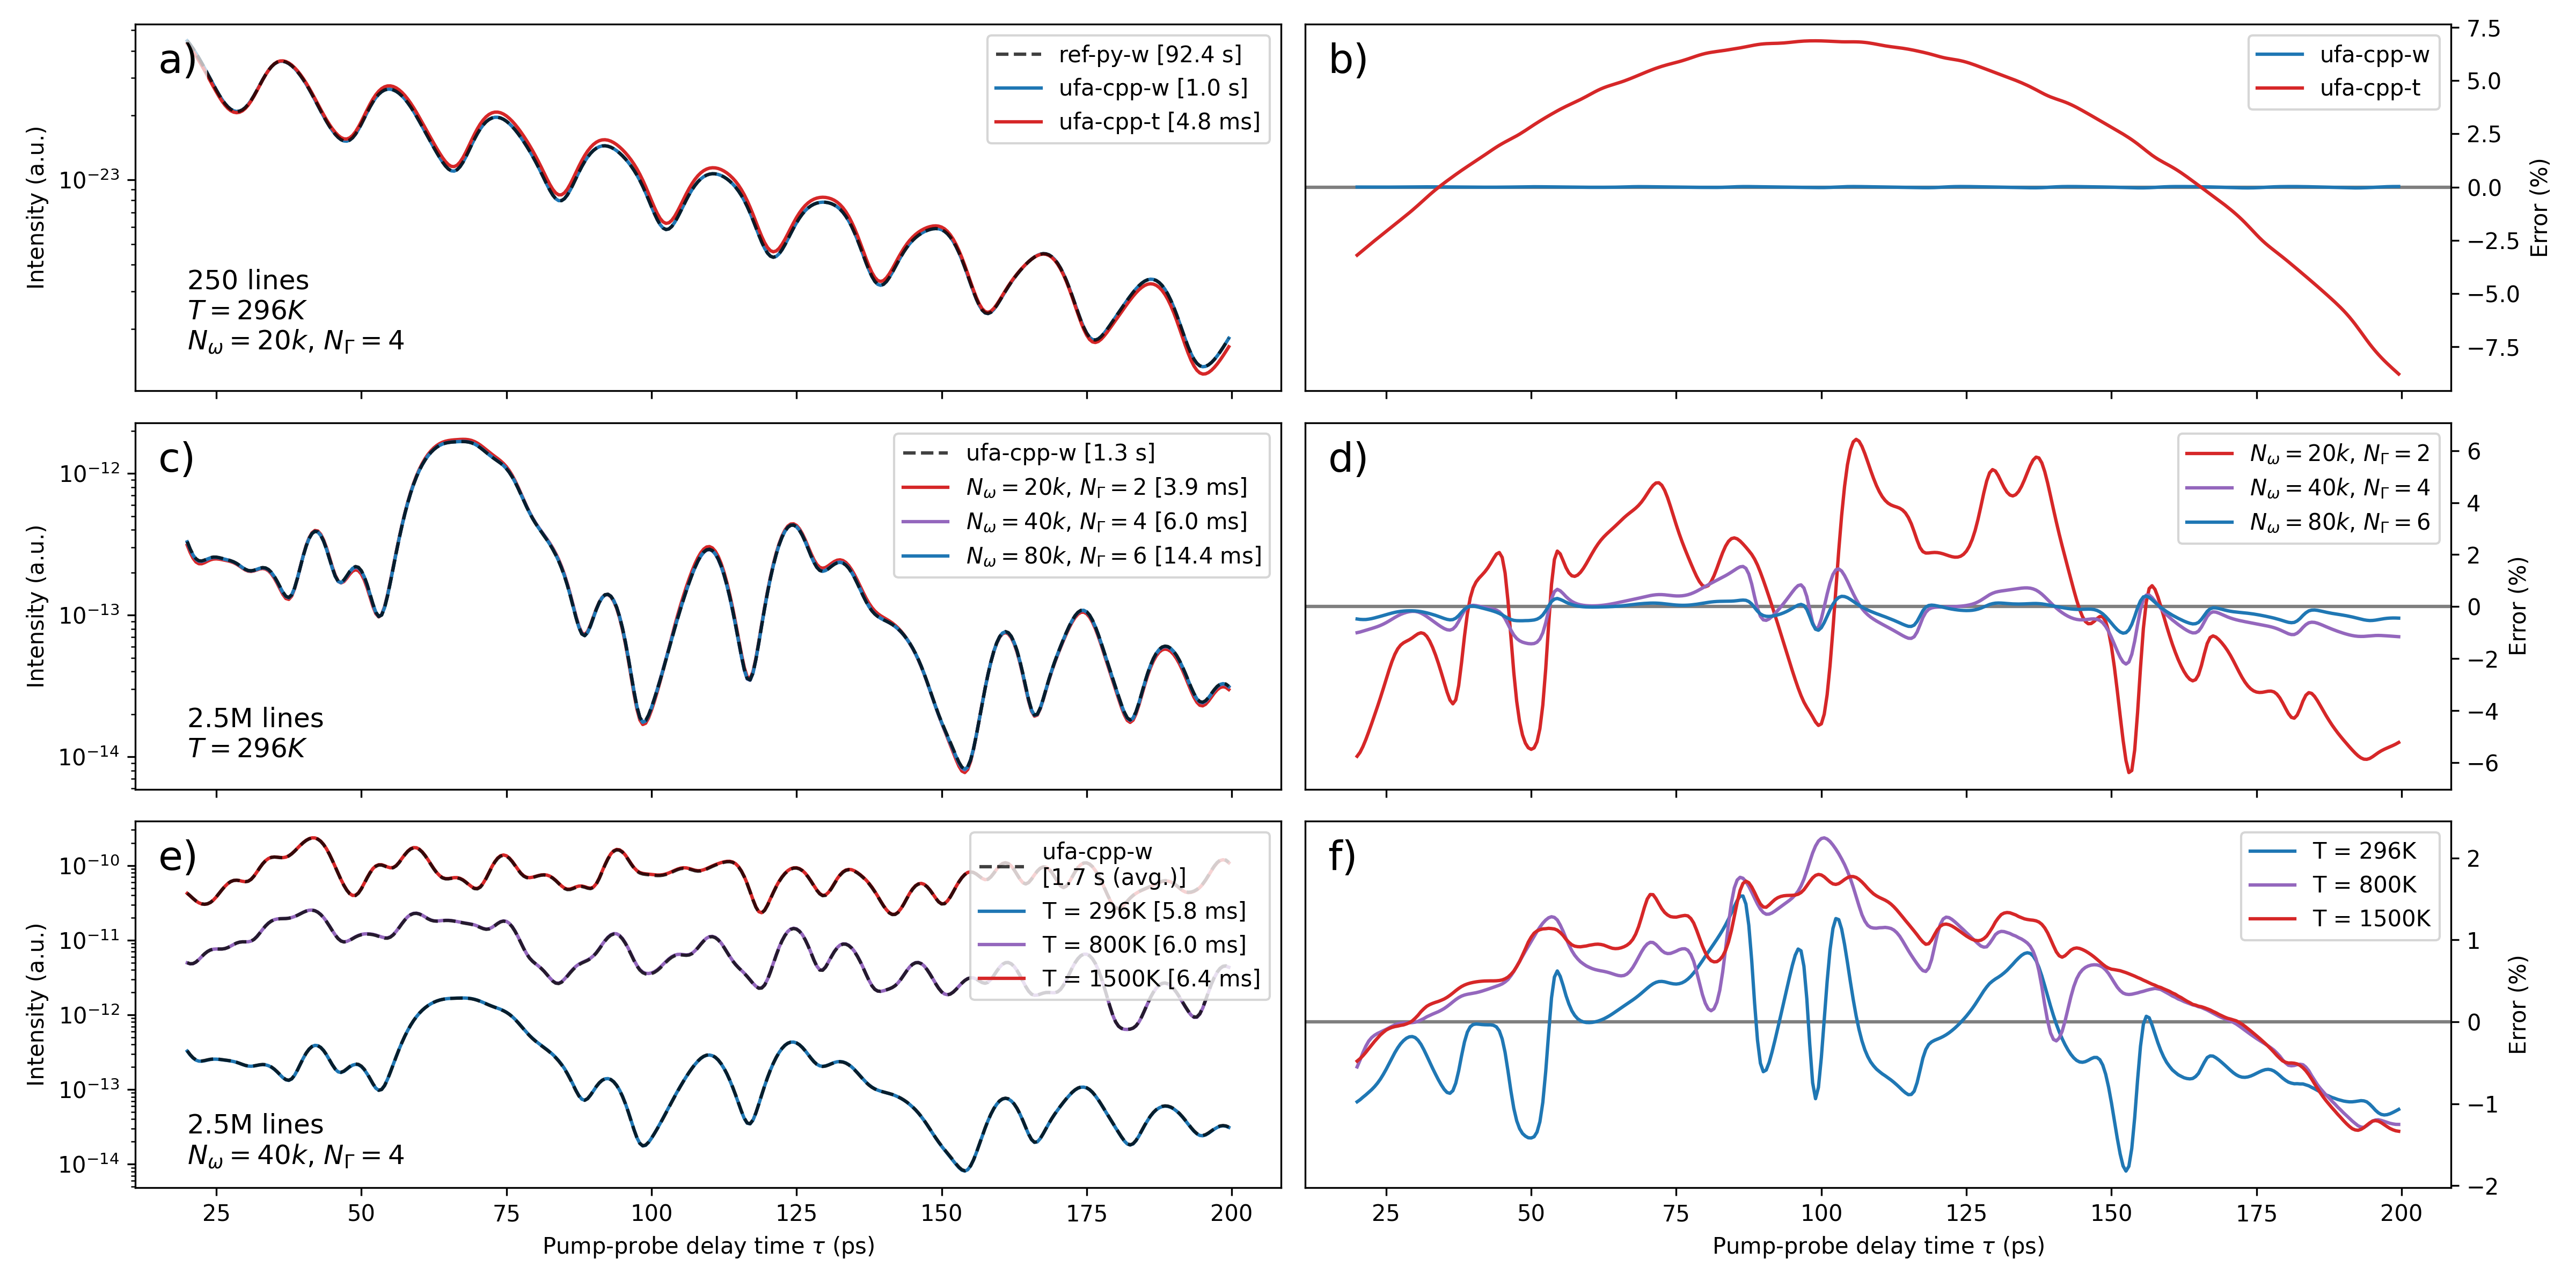 a)
ref-py-w [92.4 s]
ufa-cpp-w [1.0 s]
ufa-cpp-t [4.8 ms]
10⁻²³
Intensity (a.u.)
250 lines
T = 296K
N_ω = 20k, N_Γ = 4
b)
ufa-cpp-w
ufa-cpp-t
7.5
5.0
2.5
0.0
−2.5
−5.0
−7.5
Error (%)
c)
ufa-cpp-w [1.3 s]
N_ω = 20k, N_Γ = 2 [3.9 ms]
N_ω = 40k, N_Γ = 4 [6.0 ms]
N_ω = 80k, N_Γ = 6 [14.4 ms]
10⁻¹²
10⁻¹³
10⁻¹⁴
Intensity (a.u.)
2.5M lines
T = 296K
d)
N_ω = 20k, N_Γ = 2
N_ω = 40k, N_Γ = 4
N_ω = 80k, N_Γ = 6
6
4
2
0
−2
−4
−6
Error (%)
e)
ufa-cpp-w
[1.7 s (avg.)]
T = 296K [5.8 ms]
T = 800K [6.0 ms]
T = 1500K [6.4 ms]
10⁻¹⁰
10⁻¹¹
10⁻¹²
10⁻¹³
10⁻¹⁴
Intensity (a.u.)
2.5M lines
N_ω = 40k, N_Γ = 4
25 50 75 100 125 150 175 200
Pump-probe delay time τ (ps)
f)
T = 296K
T = 800K
T = 1500K
2
1
0
−1
−2
Error (%)
25 50 75 100 125 150 175 200
Pump-probe delay time τ (ps)